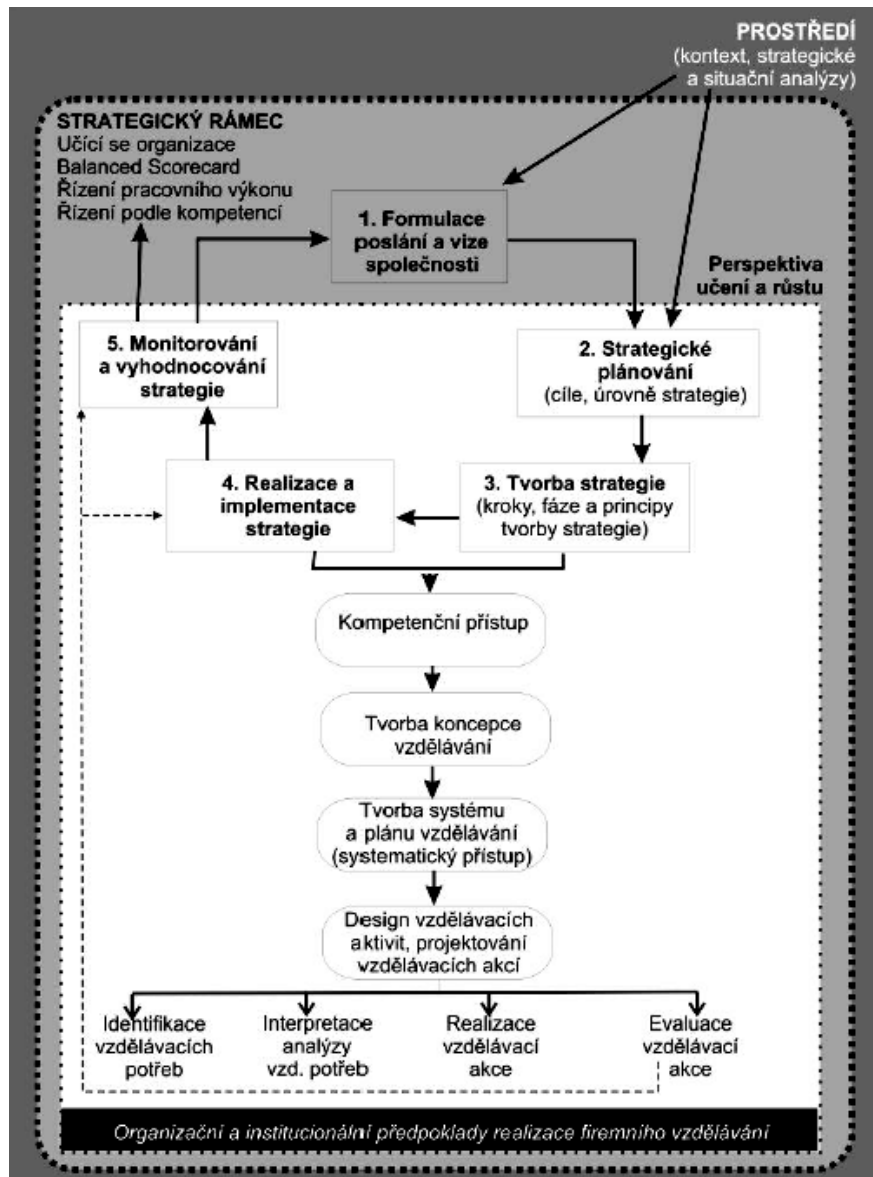 PROSTŘEDÍ
(kontext, strategické
a situační analýzy)
STRATEGICKÝ RÁMEC
Učící se organizace
Balanced Scorecard
Řízení pracovního výkonu
Řízení podle kompetencí
1. Formulace
poslání a vize
společnosti
Perspektiva
učení a růstu
5. Monitorování
a vyhodnocování
strategie
2. Strategické
plánování
(cíle, úrovně strategie)
4. Realizace a
implementace
strategie
3. Tvorba strategie
(kroky, fáze a principy
tvorby strategie)
Kompetenční přístup
Tvorba koncepce
vzdělávání
Tvorba systému
a plánu vzdělávání
(systematický přístup)
Design vzdělávacích
aktivit, projektování
vzdělávacích akcí
Identifikace
vzdělávacích
potřeb
Interpretace
analýzy
vzd. potřeb
Realizace
vzdělávací
akce
Evaluace
vzdělávací
akce
Organizační a institucionální předpoklady realizace firemního vzdělávání